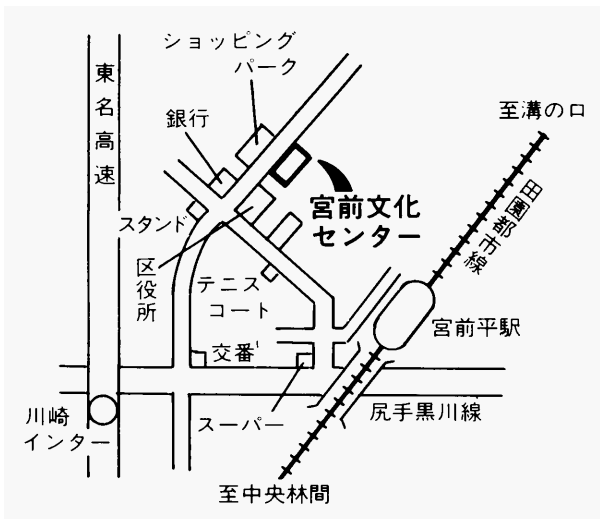 ショッピング
パーク
東名高速
銀行
至溝の口
宮前文化
センター
田園都市線
スタンド
区役所
テニス
コート
宮前平駅
交番
川崎
インター
スーパー
尻手黒川線
至中央林間